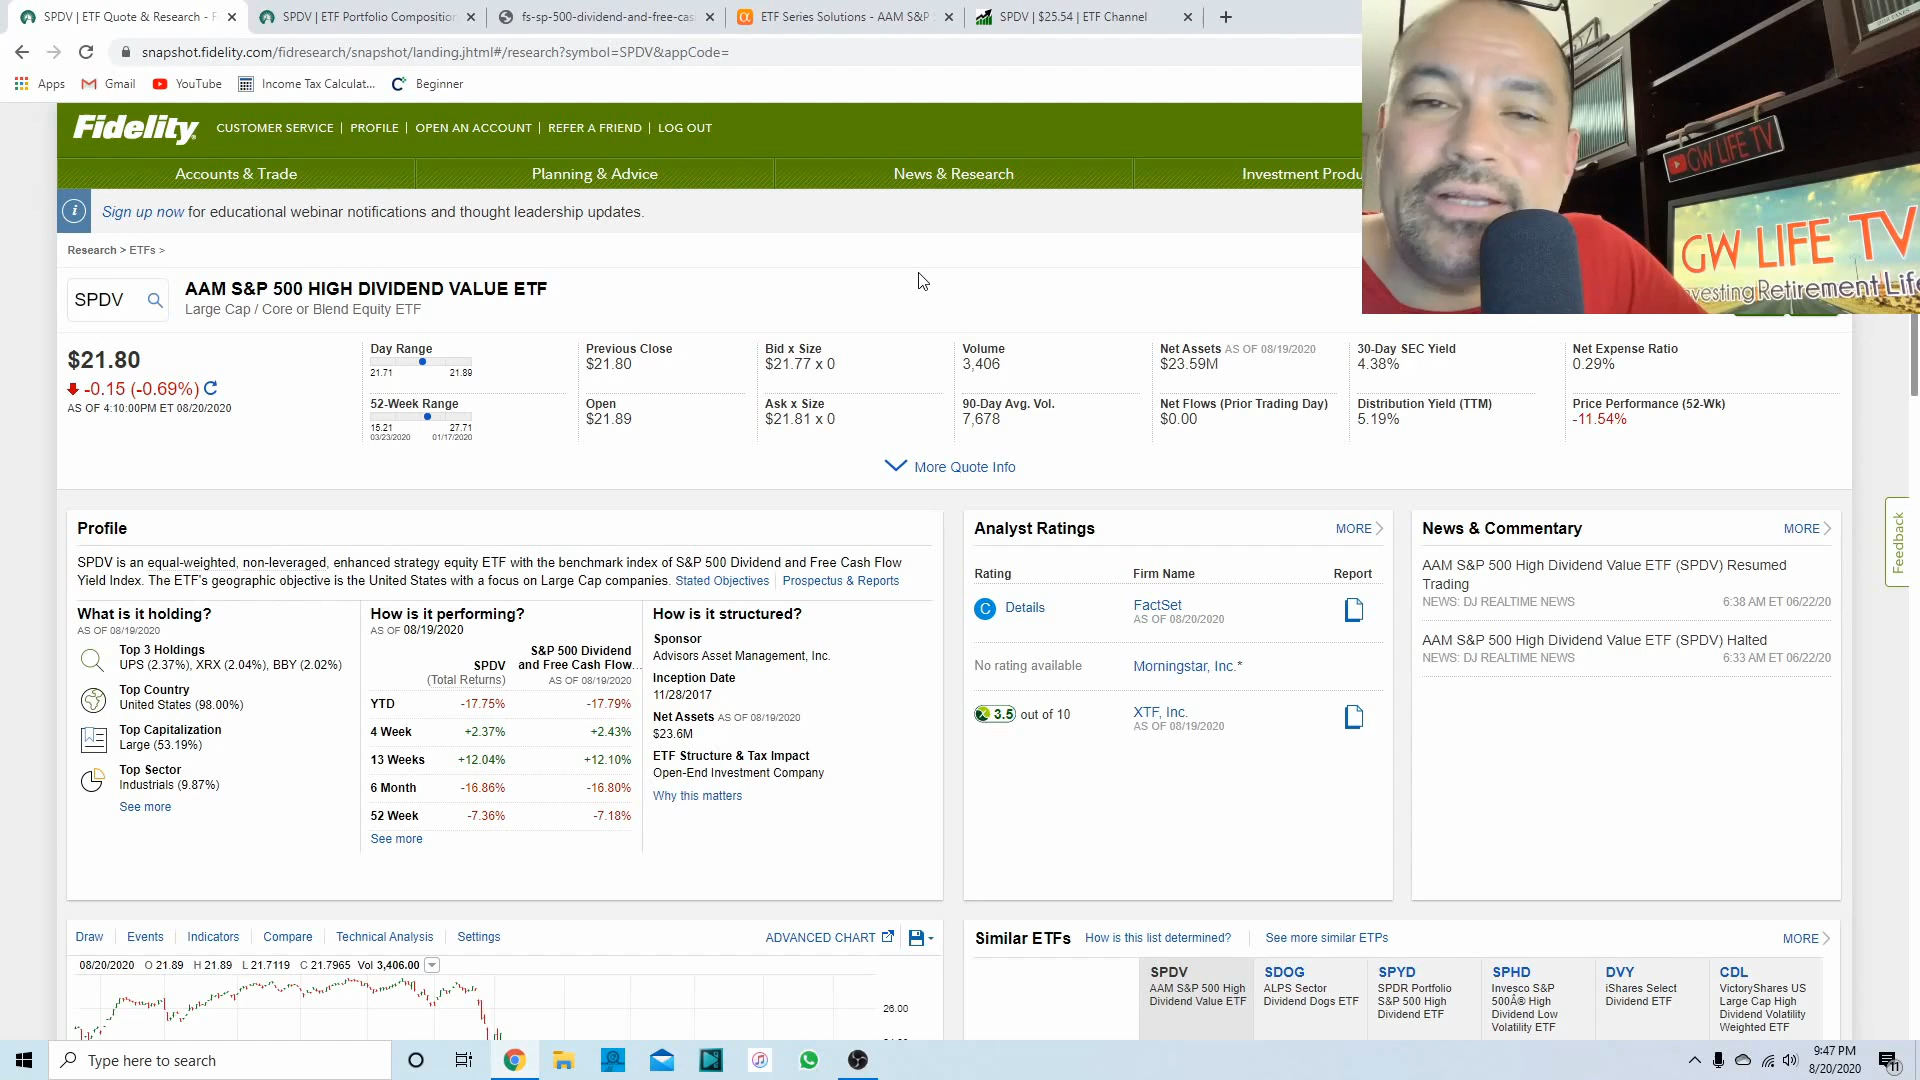 SPDV | ETF Quote & Research - F
SPDV | ETF Portfolio Composition
fs-sp-500-dividend-and-free-cas
ETF Series Solutions - AAM S&P
SPDV | $25.54 | ETF Channel
snapshot.fidelity.com/fidresearch/snapshot/landing.jhtml#/research?symbol=SPDV&appCode=
Apps
Gmail
YouTube
Income Tax Calculat...
Beginner
Fidelity
CUSTOMER SERVICE | PROFILE | OPEN AN ACCOUNT | REFER A FRIEND | LOG OUT
Accounts & Trade
Planning & Advice
News & Research
Investment Produ
Sign up now for educational webinar notifications and thought leadership updates.
GW LIFE TV
GW LIFE TV
nvesting Retirement Life
Research > ETFs >
SPDV
AAM S&P 500 HIGH DIVIDEND VALUE ETF
Large Cap / Core or Blend Equity ETF
$21.80
-0.15 (-0.69%)
AS OF 4:10:00PM ET 08/20/2020
Day Range
21.71 21.89
52-Week Range
15.21 27.71
03/23/2020 01/17/2020
Previous Close
$21.80
Open
$21.89
Bid x Size
$21.77 x 0
Ask x Size
$21.81 x 0
Volume
3,406
90-Day Avg. Vol.
7,678
Net Assets AS OF 08/19/2020
$23.59M
Net Flows (Prior Trading Day)
$0.00
30-Day SEC Yield
4.38%
Distribution Yield (TTM)
5.19%
Net Expense Ratio
0.29%
Price Performance (52-Wk)
-11.54%
More Quote Info
Profile
SPDV is an equal-weighted, non-leveraged, enhanced strategy equity ETF with the benchmark index of S&P 500 Dividend and Free Cash Flow
Yield Index. The ETF's geographic objective is the United States with a focus on Large Cap companies. Stated Objectives | Prospectus & Reports
What is it holding?
AS OF 08/19/2020
Top 3 Holdings
UPS (2.37%), XRX (2.04%), BBY (2.02%)
Top Country
United States (98.00%)
Top Capitalization
Large (53.19%)
Top Sector
Industrials (9.87%)
See more
How is it performing?
AS OF 08/19/2020
SPDV
(Total Returns)
S&P 500 Dividend
and Free Cash Flow...
AS OF 08/19/2020
YTD -17.75% -17.79%
4 Week +2.37% +2.43%
13 Weeks +12.04% +12.10%
6 Month -16.86% -16.80%
52 Week -7.36% -7.18%
See more
How is it structured?
Sponsor
Advisors Asset Management, Inc.
Inception Date
11/28/2017
Net Assets AS OF 08/19/2020
$23.6M
ETF Structure & Tax Impact
Open-End Investment Company
Why this matters
Analyst Ratings
MORE
Rating Firm Name Report
C Details FactSet
AS OF 08/20/2020
No rating available Morningstar, Inc.*
3.5 out of 10 XTF, Inc.
AS OF 08/19/2020
News & Commentary
MORE
AAM S&P 500 High Dividend Value ETF (SPDV) Resumed
Trading
NEWS: DJ REALTIME NEWS 6:38 AM ET 06/22/20
AAM S&P 500 High Dividend Value ETF (SPDV) Halted
NEWS: DJ REALTIME NEWS 6:33 AM ET 06/22/20
Feedback
Draw | Events | Indicators | Compare | Technical Analysis | Settings
ADVANCED CHART
08/20/2020 O 21.89 H 21.89 L 21.7119 C 21.7965 Vol 3,406.00
26.00
Similar ETFs How is this list determined? | See more similar ETPs
MORE
SPDV
AAM S&P 500 High
Dividend Value ETF
SDOG
ALPS Sector
Dividend Dogs ETF
SPYD
SPDR Portfolio
S&P 500 High
Dividend ETF
SPHD
Invesco S&P
500Â® High
Dividend Low
Volatility ETF
DVY
iShares Select
Dividend ETF
CDL
VictoryShares US
Large Cap High
Dividend Volatility
Weighted ETF
Type here to search
9:47 PM
8/20/2020
11